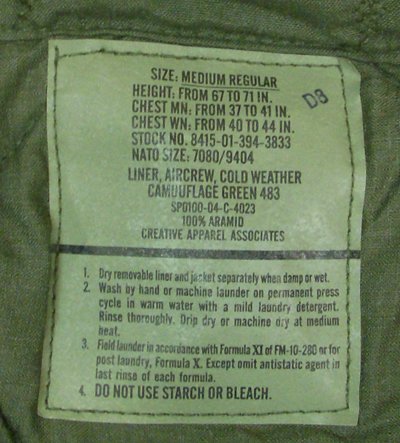 SIZE: MEDIUM REGULAR
HEIGHT: FROM 67 TO 71 IN.
CHEST MN: FROM 37 TO 41 IN.
CHEST WN: FROM 40 TO 44 IN.
STOCK NO. 8415-01-394-3833
NATO SIZE: 7080/9404
D3
LINER, AIRCREW, COLD WEATHER
CAMOUFLAGE GREEN 483
SP0100-04-C-4023
100% ARAMID
CREATIVE APPAREL ASSOCIATES
1. Dry removable liner and jacket separately when damp or wet.
2. Wash by hand or machine launder on permanent press
cycle in warm water with a mild laundry detergent.
Rinse thoroughly. Drip dry or machine dry at medium
heat.
3. Field launder in accordance with Formula XI of FM-10-280 or for
post laundry, Formula X. Except omit antistatic agent in
last rinse of each formula.
4. DO NOT USE STARCH OR BLEACH.